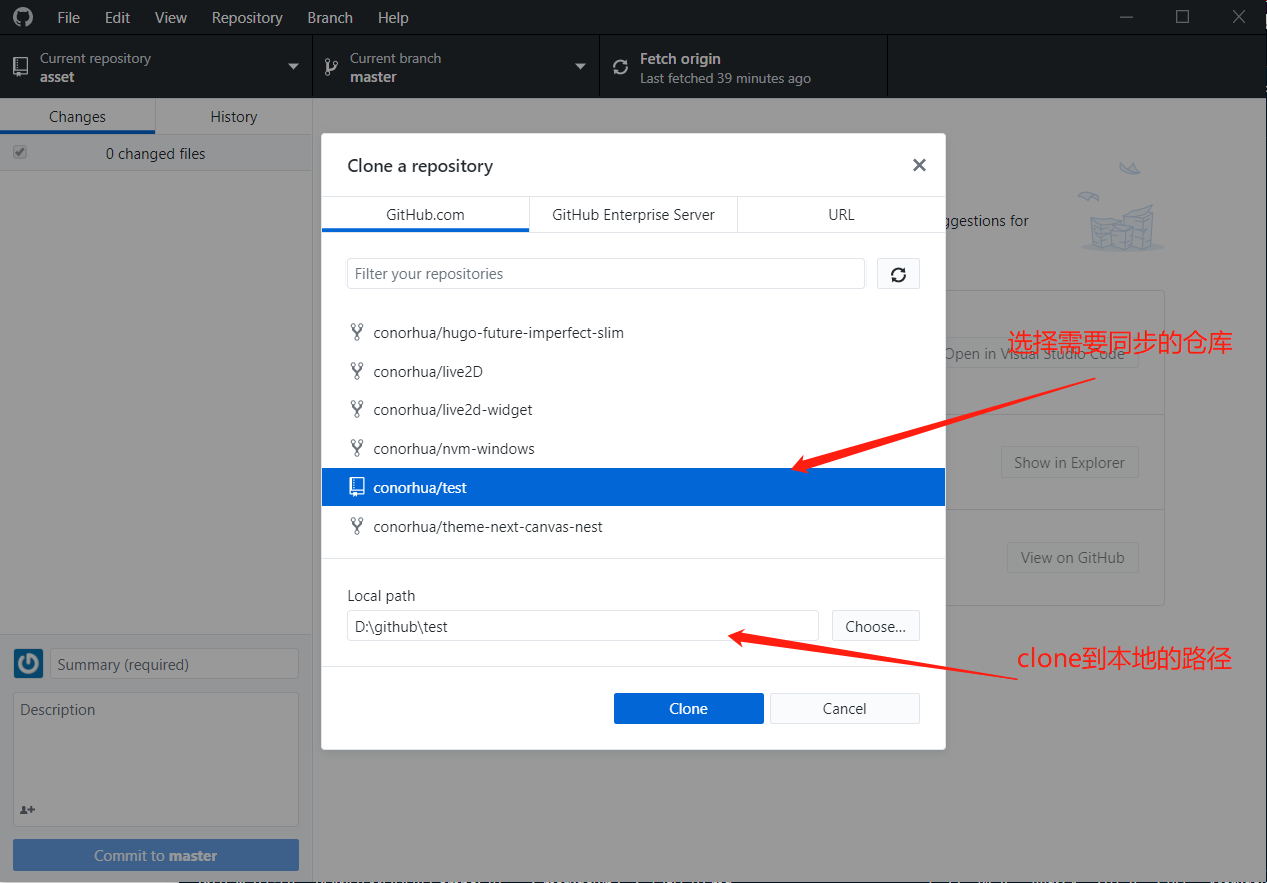 File Edit View Repository Branch Help
Current repository
asset
Current branch
master
Fetch origin
Last fetched 39 minutes ago
Changes
History
0 changed files
Clone a repository
GitHub.com
GitHub Enterprise Server
URL
ggestions for
Filter your repositories
conorhua/hugo-future-imperfect-slim
选择需要同步的仓库
Open in Visual Studio Code
conorhua/live2D
conorhua/live2d-widget
conorhua/nvm-windows
Show in Explorer
conorhua/test
conorhua/theme-next-canvas-nest
View on GitHub
Local path
D:\github\test
Choose...
clone到本地的路径
Summary (required)
Description
Clone
Cancel
Commit to master